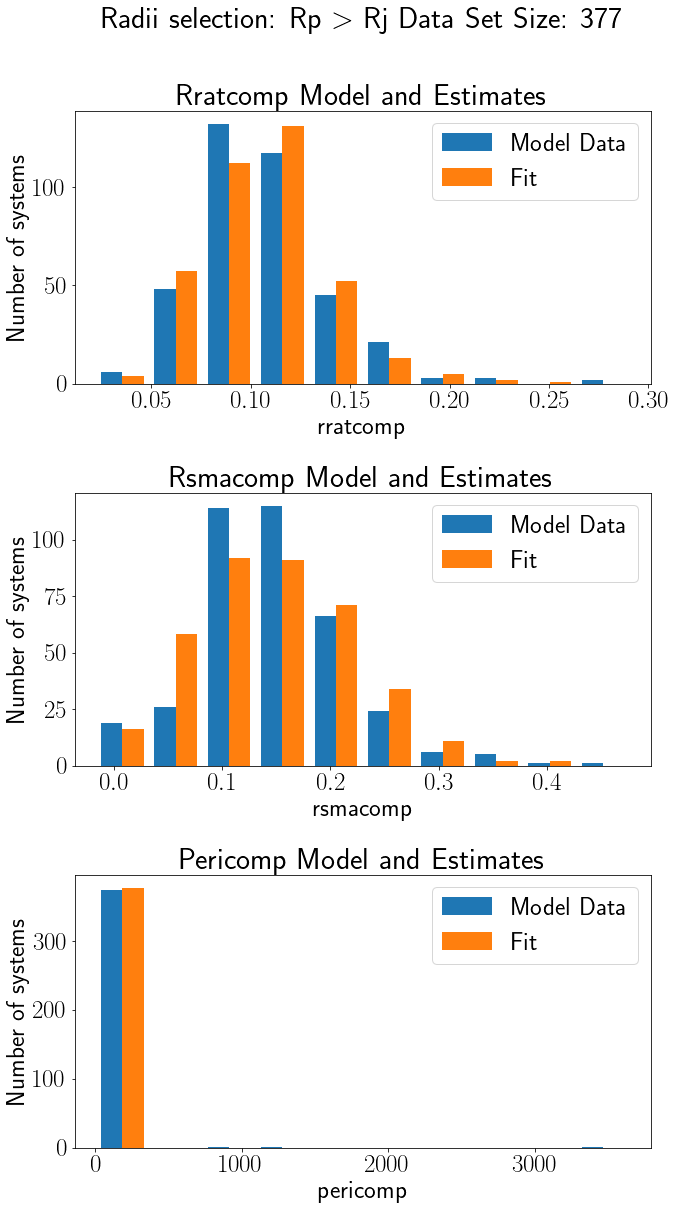 Radii selection: Rp > Rj Data Set Size: 377
Rratcomp Model and Estimates
Number of systems
100
50
0
Model Data
Fit
0.05 0.10 0.15 0.20 0.25 0.30
rratcomp
Rsmacomp Model and Estimates
Number of systems
100
75
50
25
0
Model Data
Fit
0.0 0.1 0.2 0.3 0.4
rsmacomp
Pericomp Model and Estimates
Number of systems
300
200
100
0
Model Data
Fit
0 1000 2000 3000
pericomp